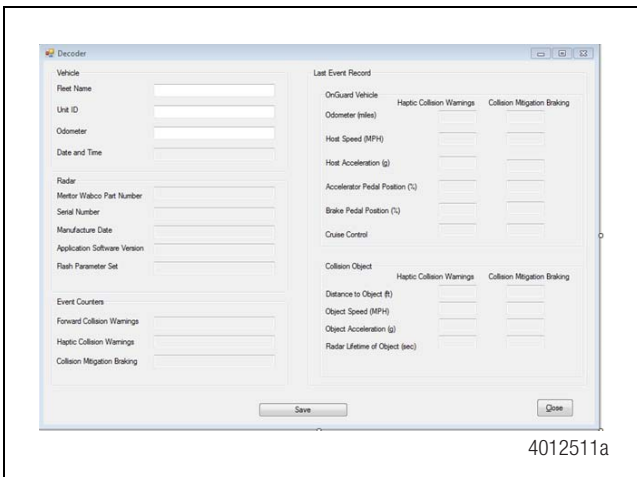 Decoder
Vehicle
Fleet Name
Unit ID
Odometer
Date and Time
Radar
Meritor Wabco Part Number
Serial Number
Manufacture Date
Application Software Version
Flash Parameter Set
Event Counters
Forward Collision Warnings
Haptic Collision Warnings
Collision Mitigation Braking
Last Event Record
OnGuard Vehicle
Haptic Collision Warnings Collision Mitigation Braking
Odometer (miles)
Host Speed (MPH)
Host Acceleration (g)
Accelerator Pedal Position (%)
Brake Pedal Position (%)
Cruise Control
Collision Object
Haptic Collision Warnings Collision Mitigation Braking
Distance to Object (ft)
Object Speed (MPH)
Object Acceleration (g)
Radar Lifetime of Object (sec)
Save
Close
4012511a